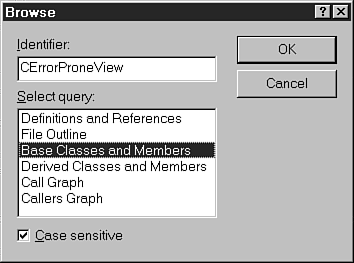 Browse
Identifier:
CErrorProneView
Select query:
Definitions and References
File Outline
Base Classes and Members
Derived Classes and Members
Call Graph
Callers Graph
Case sensitive
OK
Cancel